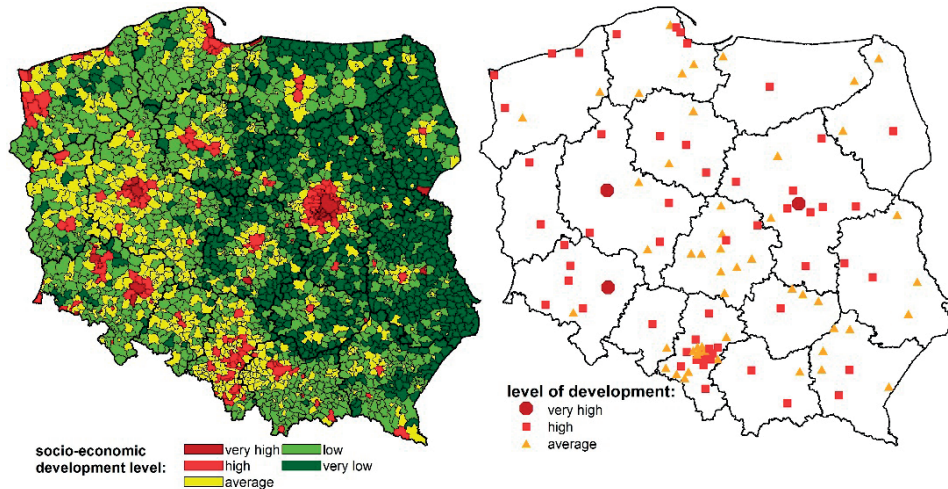 socio-economic
development level:
very high
high
average
low
very low
level of development:
very high
high
average